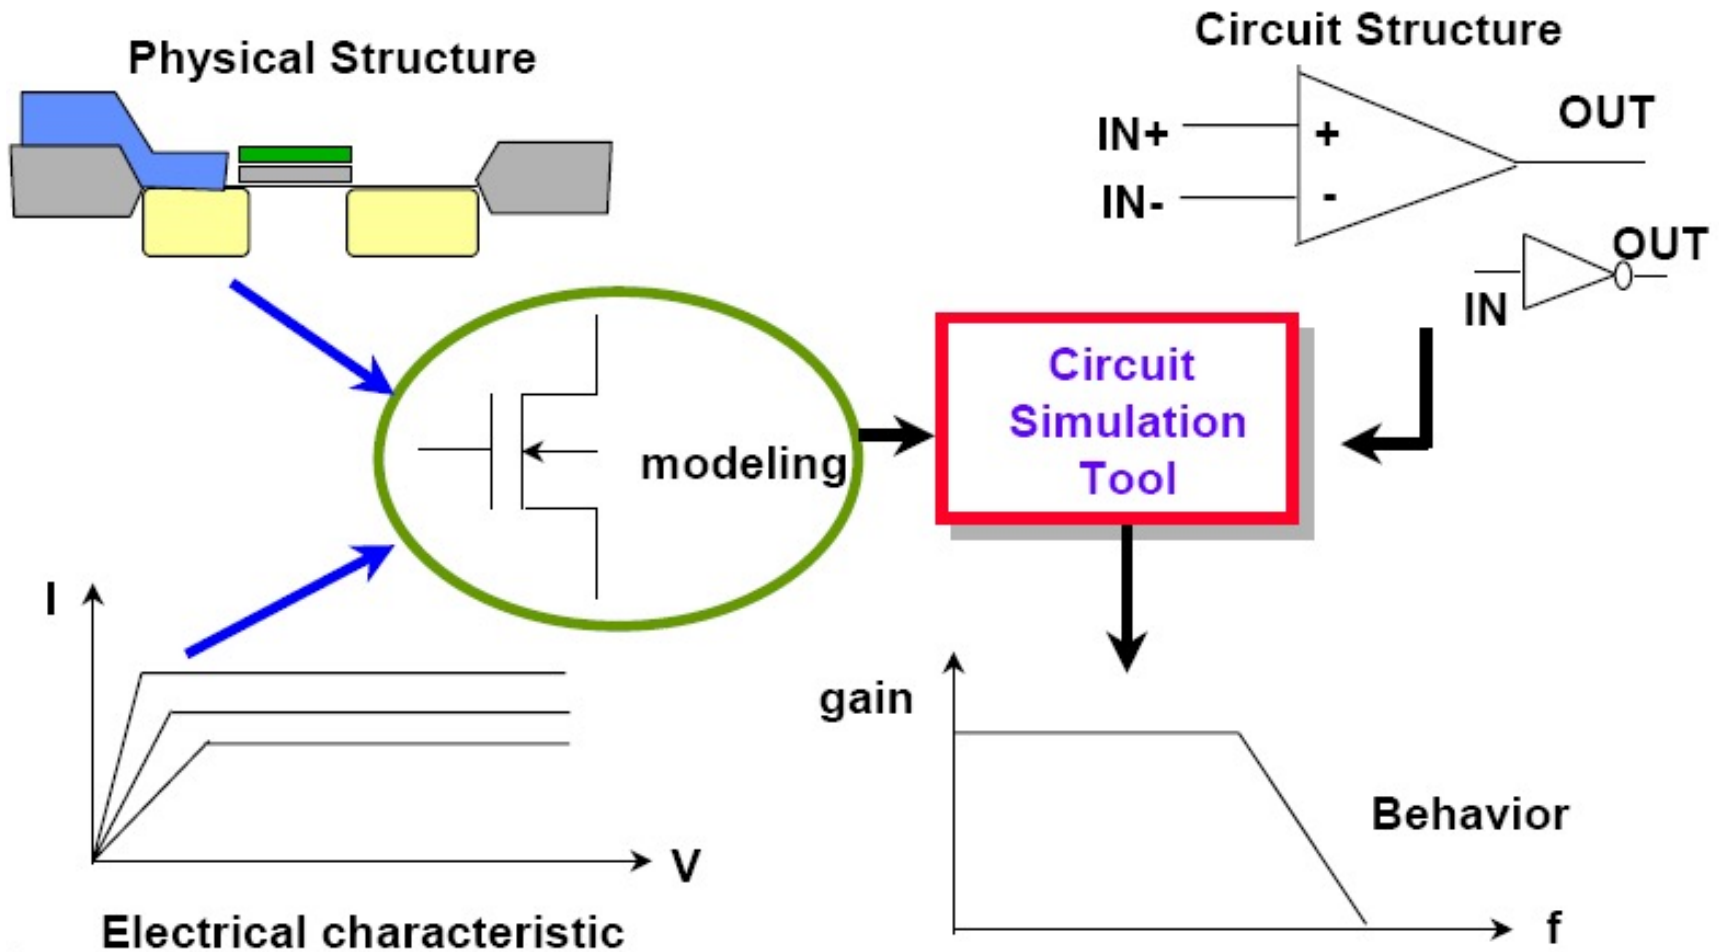 Physical Structure
Circuit Structure
IN+
+
OUT
IN-
-
OUT
IN
modeling
Circuit
Simulation
Tool
I
V
Electrical characteristic
gain
Behavior
f